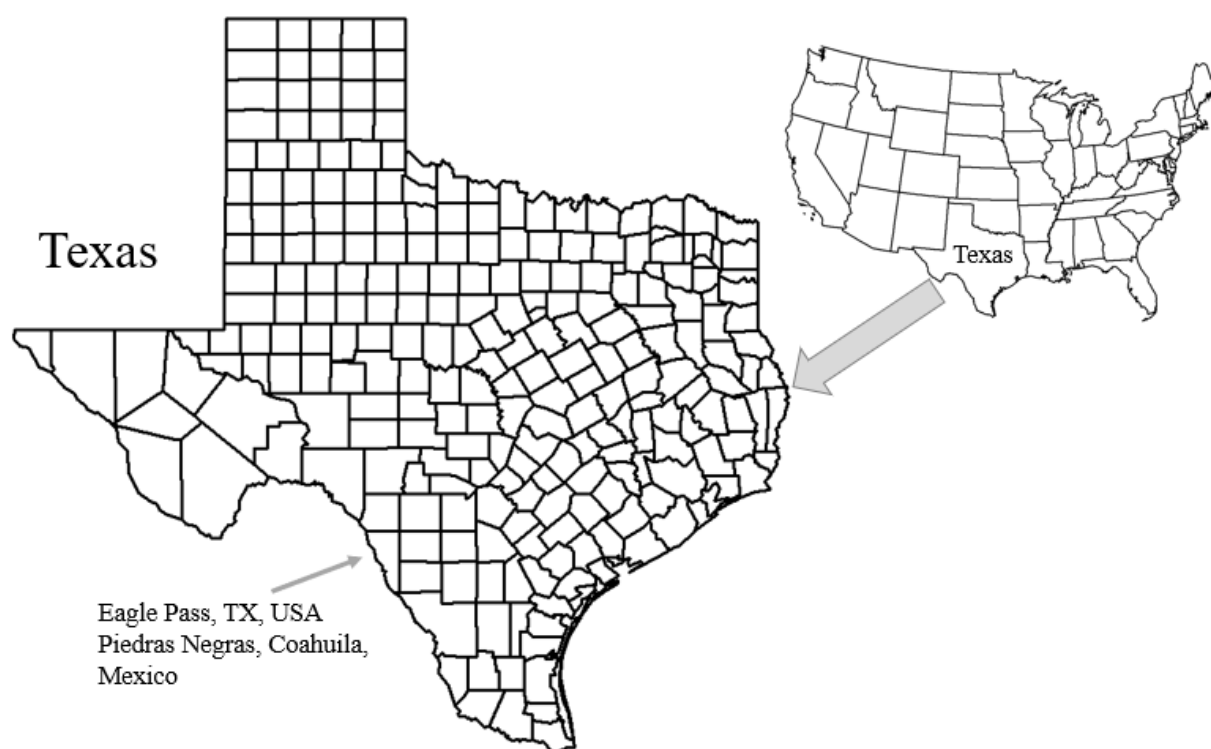 Texas
Texas
Eagle Pass, TX, USA
Piedras Negras, Coahuila,
Mexico